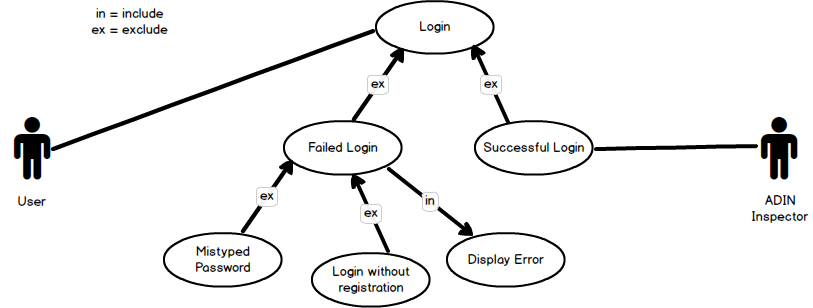 in = include
ex = exclude
Login
ex
ex
Failed Login
Successful Login
User
ADIN
Inspector
ex
ex
in
Mistyped
Password
Login without
registration
Display Error